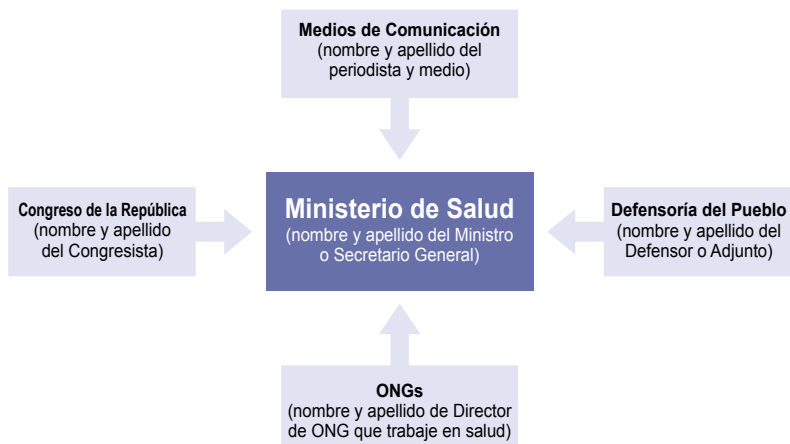 Medios de Comunicación
(nombre y apellido del
periodista y medio)
Congreso de la República
(nombre y apellido
del Congresista)
Ministerio de Salud
(nombre y apellido del Ministro
o Secretario General)
Defensoría del Pueblo
(nombre y apellido del
Defensor o Adjunto)
ONGs
(nombre y apellido de Director
de ONG que trabaje en salud)